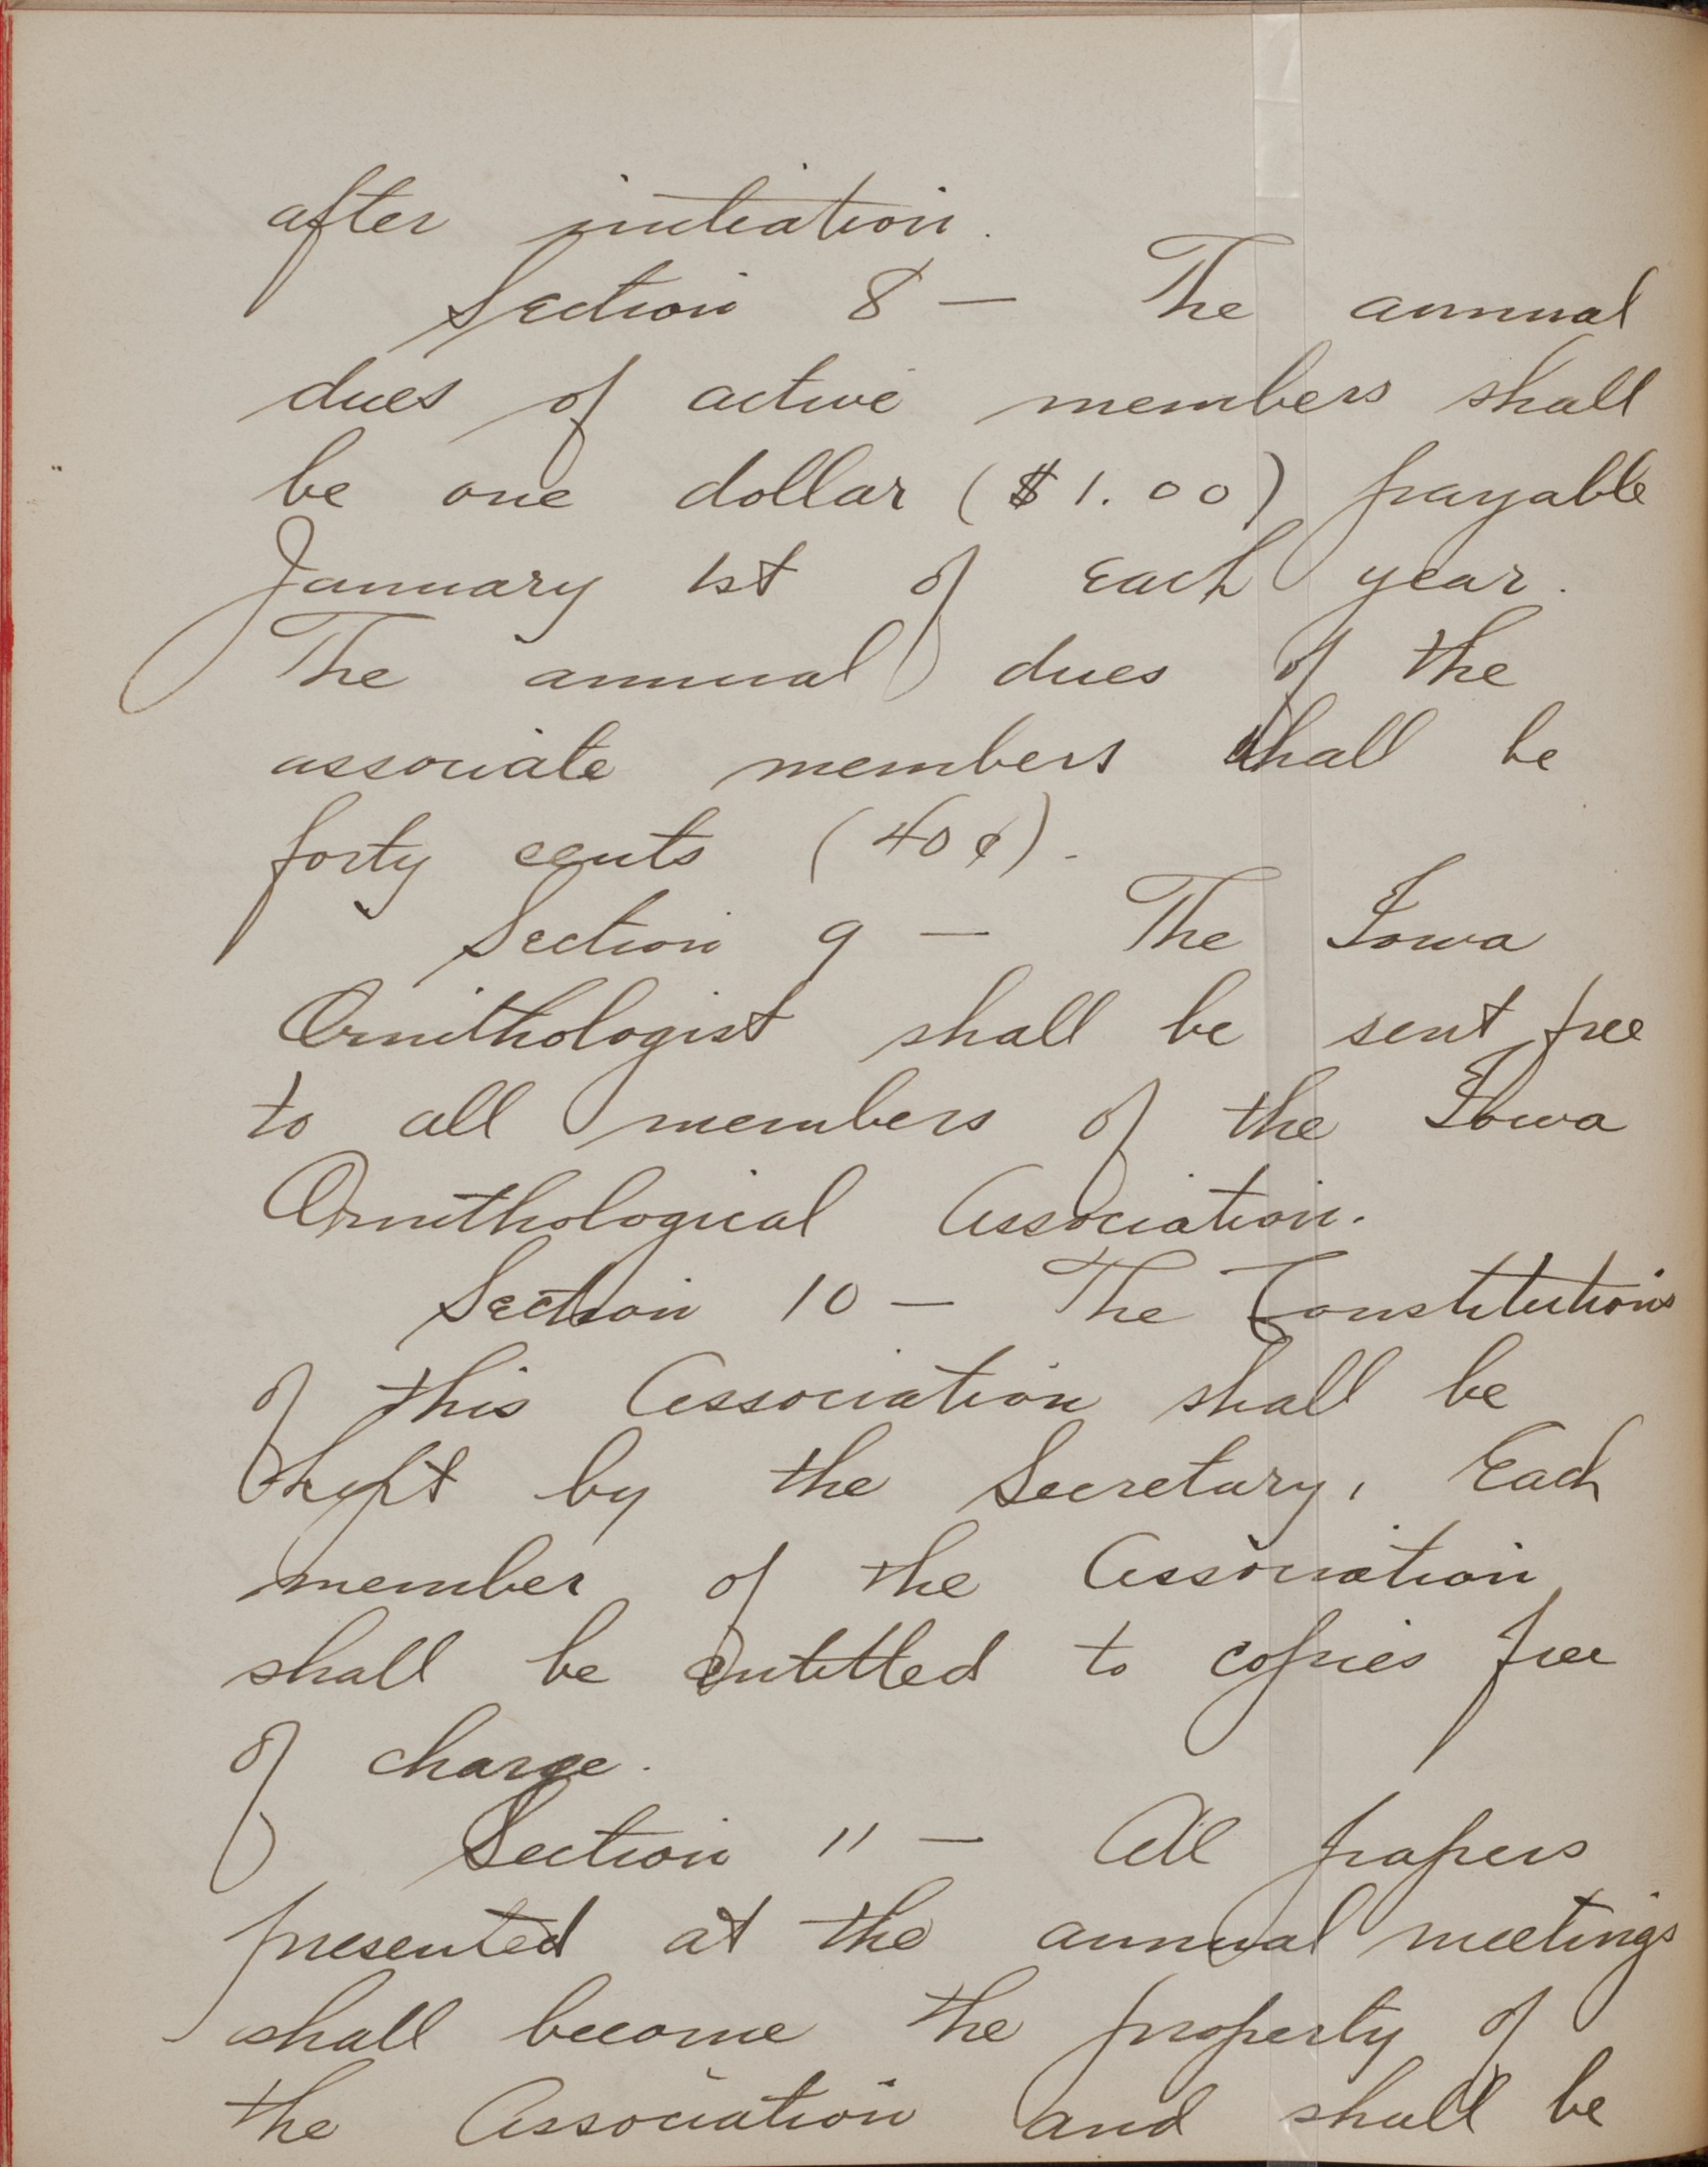 after initiation.
Section 8 — The annual
dues of active members shall
be one dollar ($1.00) payable
January 1st of each year.
The annual dues of the
associate members shall be
forty cents (40¢).
Section 9 — The Iowa
Ornithologist shall be sent free
to all members of the Iowa
Ornithological Association.
Section 10 — The Constitutions
of this Association shall be
kept by the Secretary, Each
member of the Association
shall be entitled to copies free
of charge.
Section 11 — All papers
presented at the annual meetings
shall become the property of
the Association and shall be